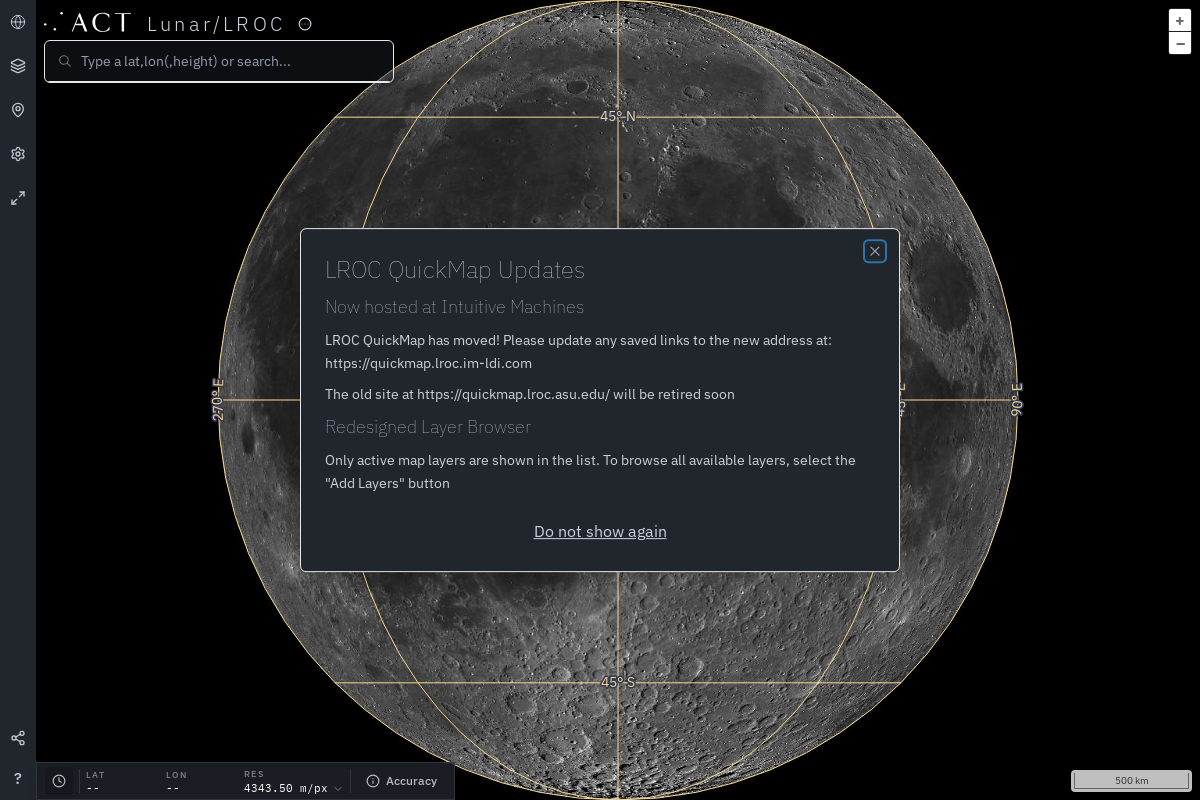 ACT Lunar/LROC
Type a lat,lon(,height) or search...
+
−
45° N
LROC QuickMap Updates
Now hosted at Intuitive Machines
LROC QuickMap has moved! Please update any saved links to the new address at:
https://quickmap.lroc.im-ldi.com
The old site at https://quickmap.lroc.asu.edu/ will be retired soon
Redesigned Layer Browser
Only active map layers are shown in the list. To browse all available layers, select the
"Add Layers" button
Do not show again
270° E
90° E
45° S
?
LAT
--
LON
--
RES
4343.50 m/px
Accuracy
500 km